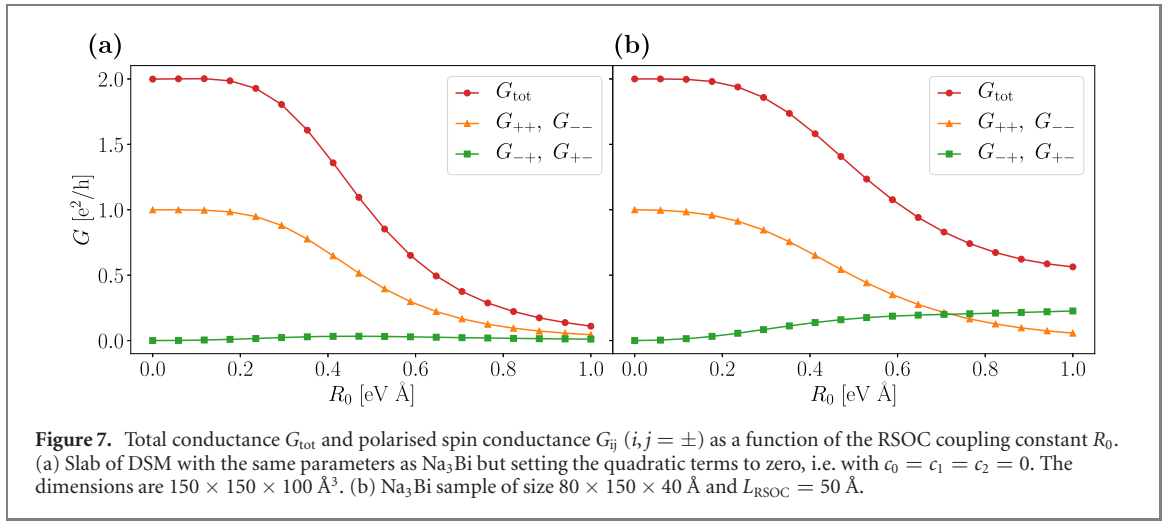 (a) (b)
2.0
1.5
1.0
0.5
0.0
G [e²/h]
G_tot
G_++, G_−−
G_−+, G_+−
G_tot
G_++, G_−−
G_−+, G_+−
0.0 0.2 0.4 0.6 0.8 1.0 0.0 0.2 0.4 0.6 0.8 1.0
R₀ [eV Å] R₀ [eV Å]
Figure 7. Total conductance G_tot and polarised spin conductance G_ij (i, j = ±) as a function of the RSOC coupling constant R₀.
(a) Slab of DSM with the same parameters as Na₃Bi but setting the quadratic terms to zero, i.e. with c₀ = c₁ = c₂ = 0. The
dimensions are 150 × 150 × 100 Å³. (b) Na₃Bi sample of size 80 × 150 × 40 Å and L_RSOC = 50 Å.